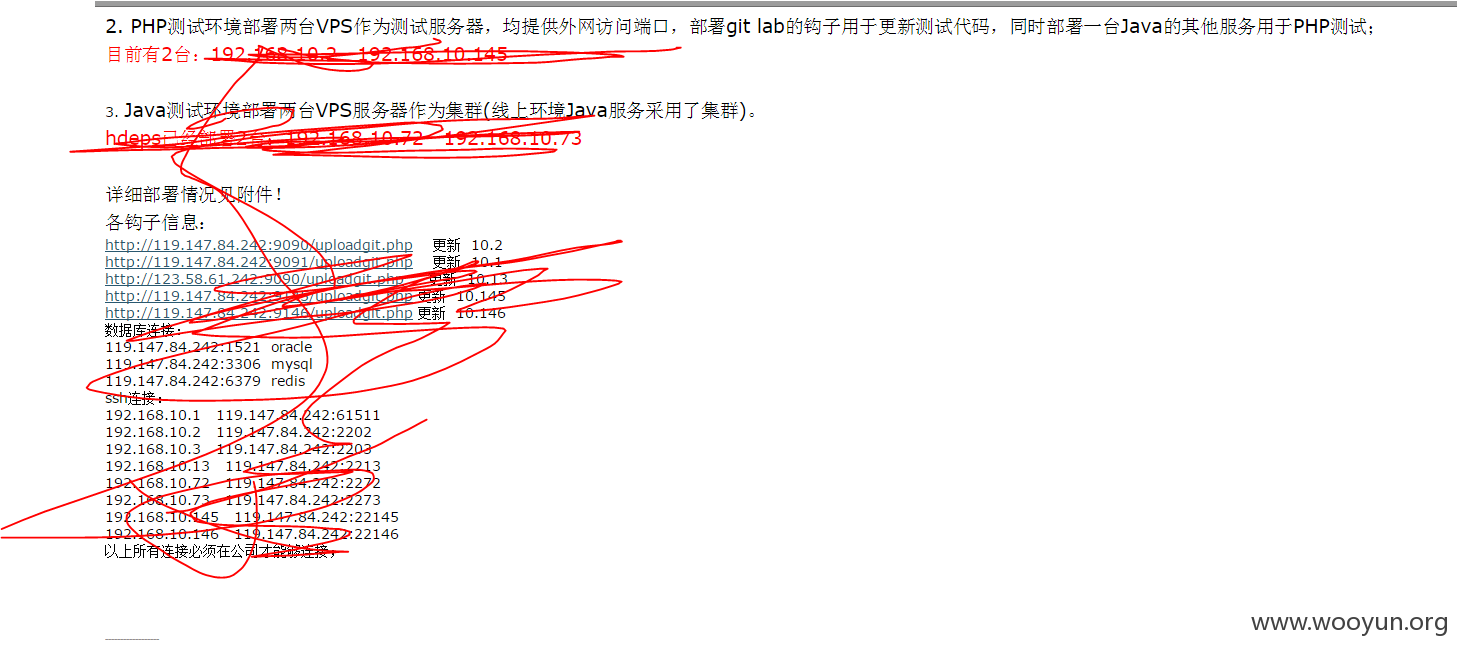 2. PHP测试环境部署两台VPS作为测试服务器，均提供外网访问端口，部署git lab的钩子用于更新测试代码，同时部署一台Java的其他服务用于PHP测试；
目前有2台：192.168.10.2 192.168.10.145
3. Java测试环境部署两台VPS服务器作为集群(线上环境Java服务采用了集群)。
hdeps已经部署2台：192.168.10.72 192.168.10.73
详细部署情况见附件！
各钩子信息：
http://119.147.84.242:9090/uploadgit.php 更新 10.2
http://119.147.84.242:9091/uploadgit.php 更新 10.1
http://123.58.61.242:9090/uploadgit.php 更新 10.13
http://119.147.84.242:9145/uploadgit.php 更新 10.145
http://119.147.84.242:9146/uploadgit.php 更新 10.146
数据库连接：
119.147.84.242:1521 oracle
119.147.84.242:3306 mysql
119.147.84.242:6379 redis
ssh连接：
192.168.10.1 119.147.84.242:61511
192.168.10.2 119.147.84.242:2202
192.168.10.3 119.147.84.242:2203
192.168.10.13 119.147.84.242:2213
192.168.10.72 119.147.84.242:2272
192.168.10.73 119.147.84.242:2273
192.168.10.145 119.147.84.242:22145
192.168.10.146 119.147.84.242:22146
以上所有连接必须在公司才能够连接，
www.wooyun.org